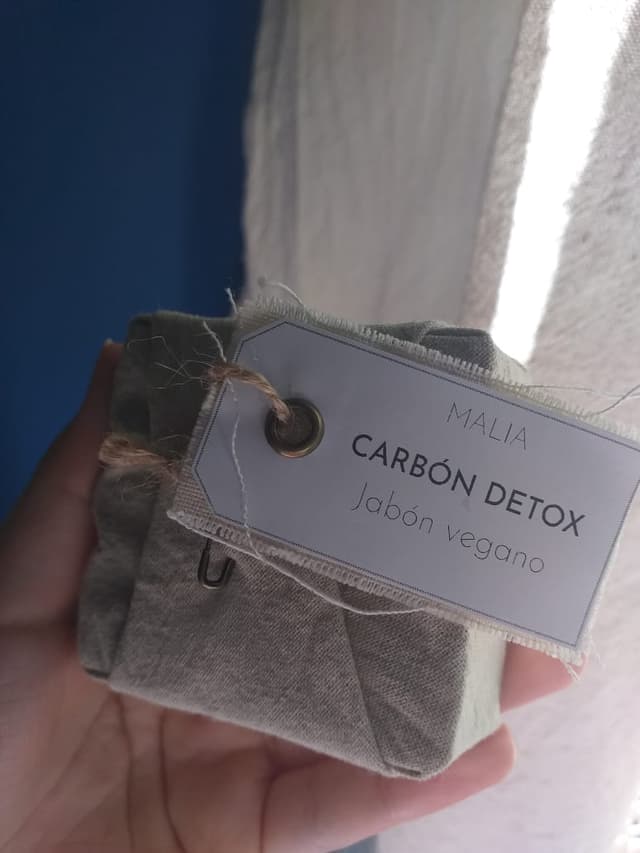 MALIA
CARBÓN DETOX
Jabón vegano